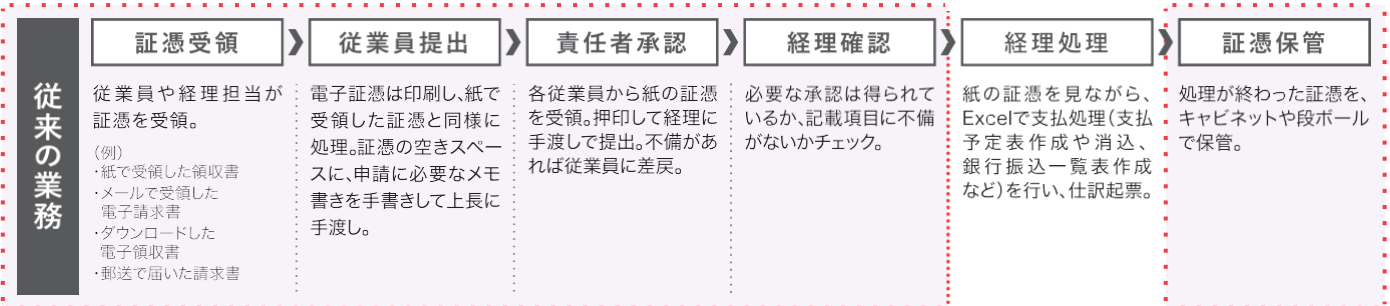 従来の業務
証憑受領
従業員や経理担当が
証憑を受領。
（例）
・紙で受領した領収書
・メールで受領した
電子請求書
・ダウンロードした
電子領収書
・郵送で届いた請求書
従業員提出
電子証憑は印刷し、紙で
受領した証憑と同様に
処理。証憑の空きスペー
スに、申請に必要なメモ
書きを手書きして上長に
手渡し。
責任者承認
各従業員から紙の証憑
を受領。押印して経理に
手渡しで提出。不備があ
れば従業員に差戻。
経理確認
必要な承認は得られて
いるか、記載項目に不備
がないかチェック。
経理処理
紙の証憑を見ながら、
Excelで支払処理（支払
予定表作成や消込、
銀行振込一覧表作成
など）を行い、仕訳起票。
証憑保管
処理が終わった証憑を、
キャビネットや段ボール
で保管。